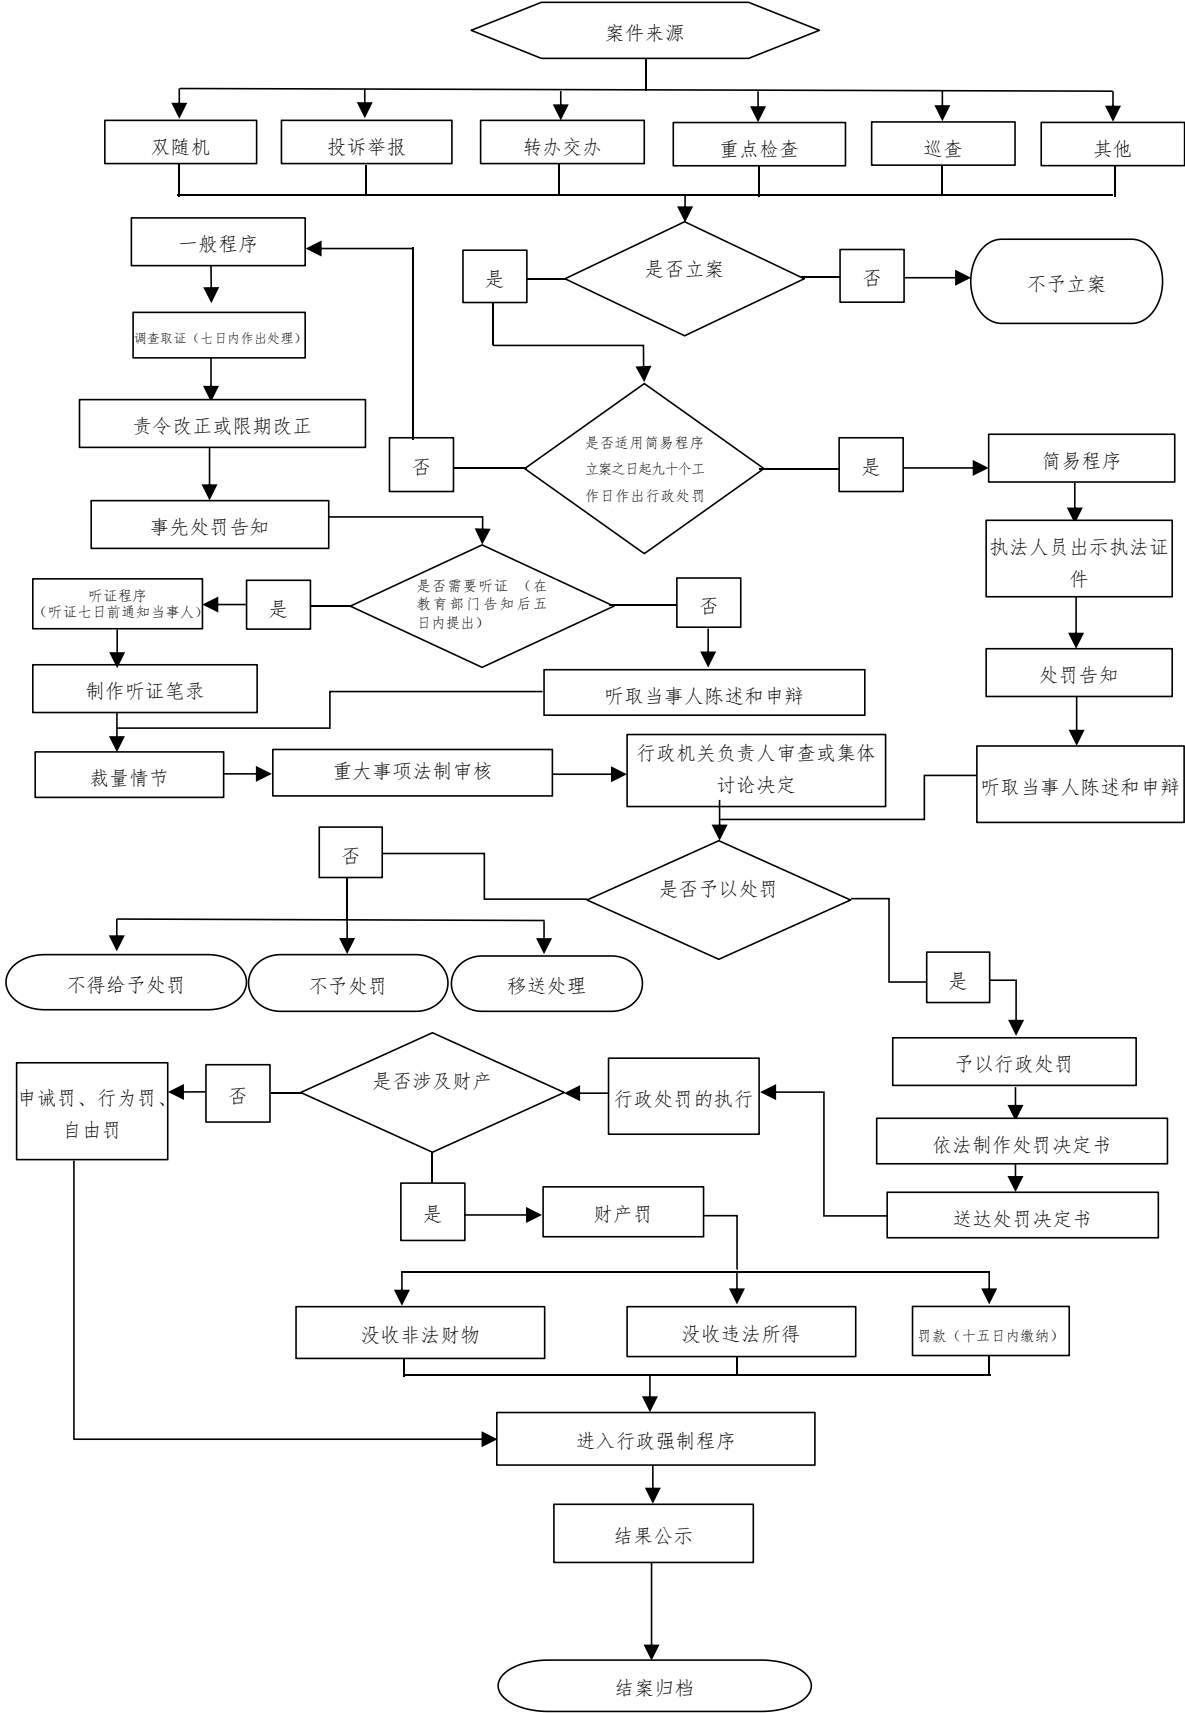 案件来源
双随机
投诉举报
转办交办
重点检查
巡查
其他
一般程序
是
是否立案
否
不予立案
调查取证（七日内作出处理）
责令改正或限期改正
否
是否适用简易程序
立案之日起九十个工
作日作出行政处罚
是
简易程序
事先处罚告知
执法人员出示执法证
件
听证程序
（听证七日前通知当事人）
是
是否需要听证 （在
教育部门告知后五
日内提出）
否
处罚告知
制作听证笔录
听取当事人陈述和申辩
裁量情节
重大事项法制审核
行政机关负责人审查或集体
讨论决定
听取当事人陈述和申辩
否
是否予以处罚
是
不得给予处罚
不予处罚
移送处理
予以行政处罚
申诫罚、行为罚、
自由罚
否
是否涉及财产
行政处罚的执行
依法制作处罚决定书
是
财产罚
送达处罚决定书
没收非法财物
没收违法所得
罚款（十五日内缴纳）
进入行政强制程序
结果公示
结案归档